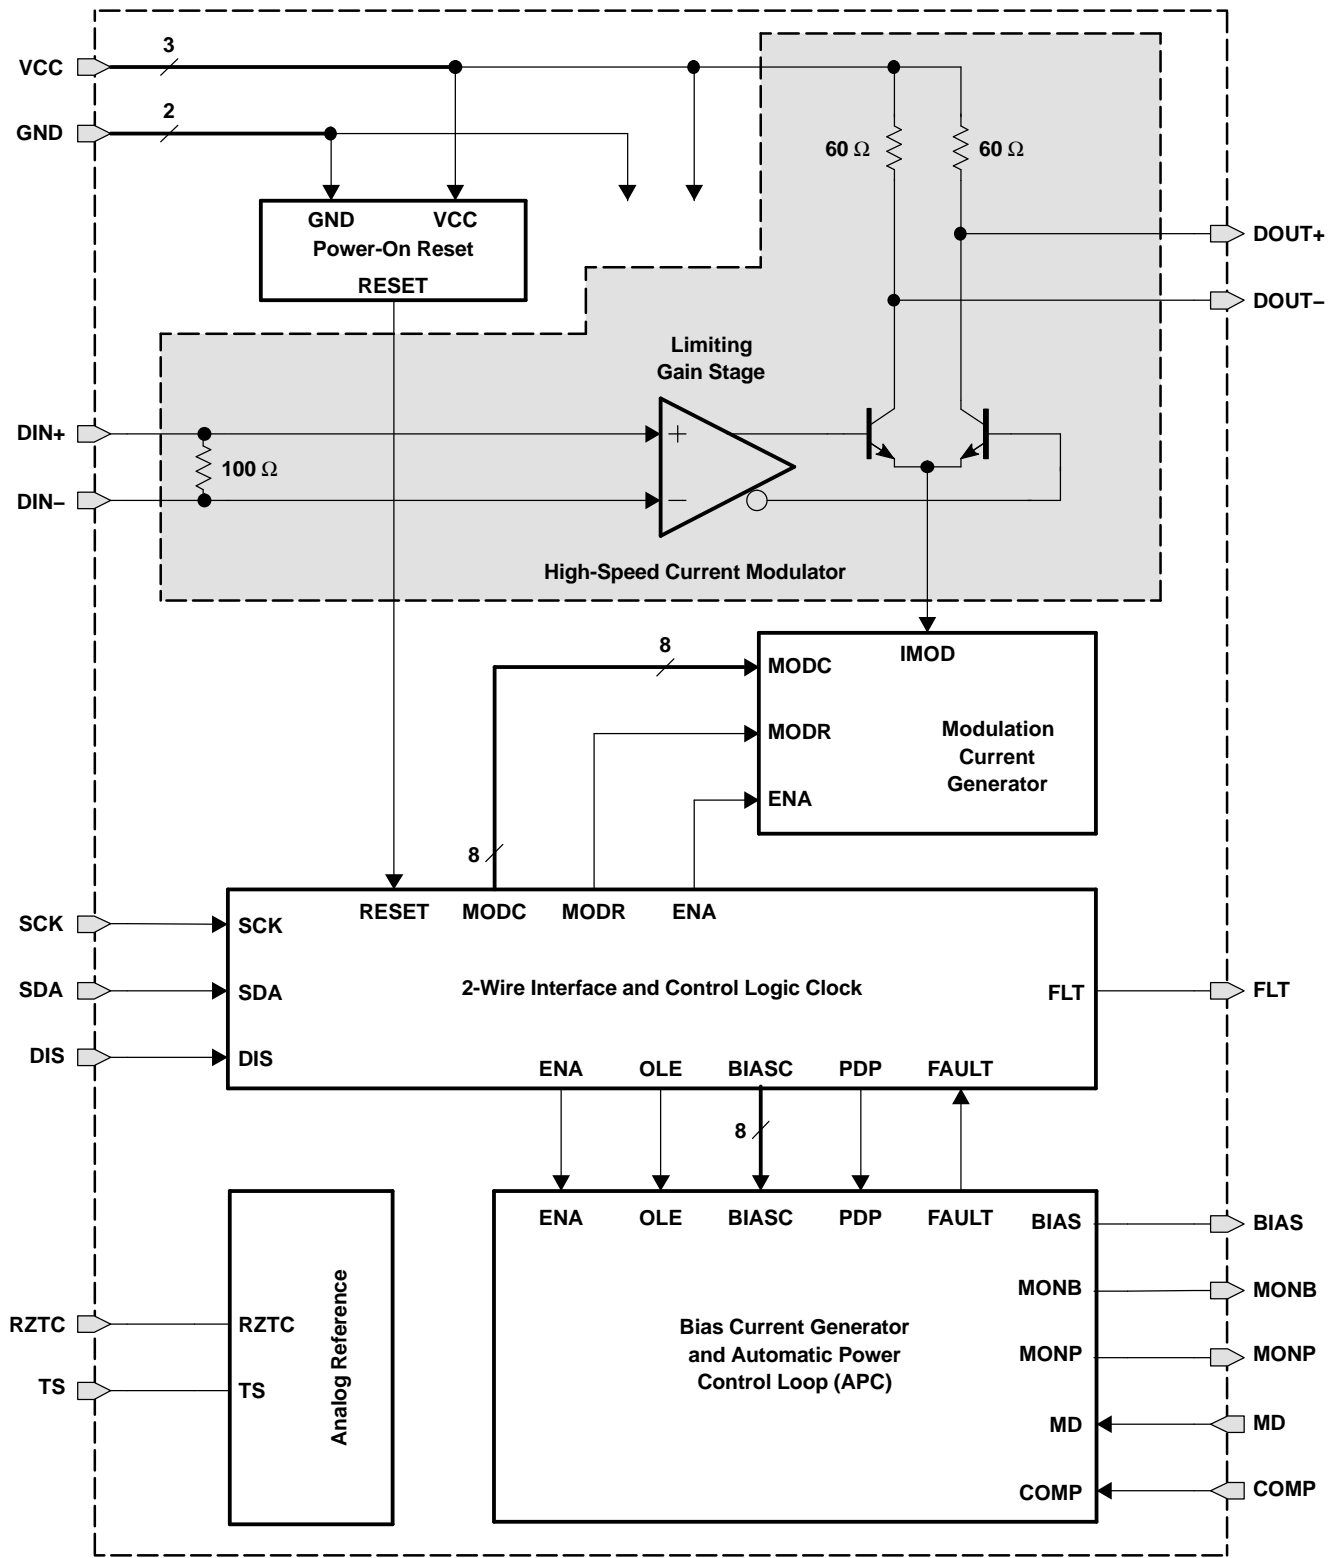 3
VCC
2
GND
60 Ω
60 Ω
GND VCC
Power-On Reset
RESET
DOUT+
DOUT−
Limiting
Gain Stage
DIN+
+
100 Ω
DIN−
−
High-Speed Current Modulator
8
IMOD
MODC
MODR
Modulation
Current
Generator
ENA
8
RESET MODC MODR ENA
SCK
SCK
SDA
SDA
2-Wire Interface and Control Logic Clock
FLT
FLT
DIS
DIS
ENA OLE BIASC PDP FAULT
8
ENA OLE BIASC PDP FAULT
BIAS
BIAS
MONB
MONB
RZTC
RZTC
Analog Reference
Bias Current Generator
and Automatic Power
Control Loop (APC)
MONP
MONP
TS
TS
MD
MD
COMP
COMP